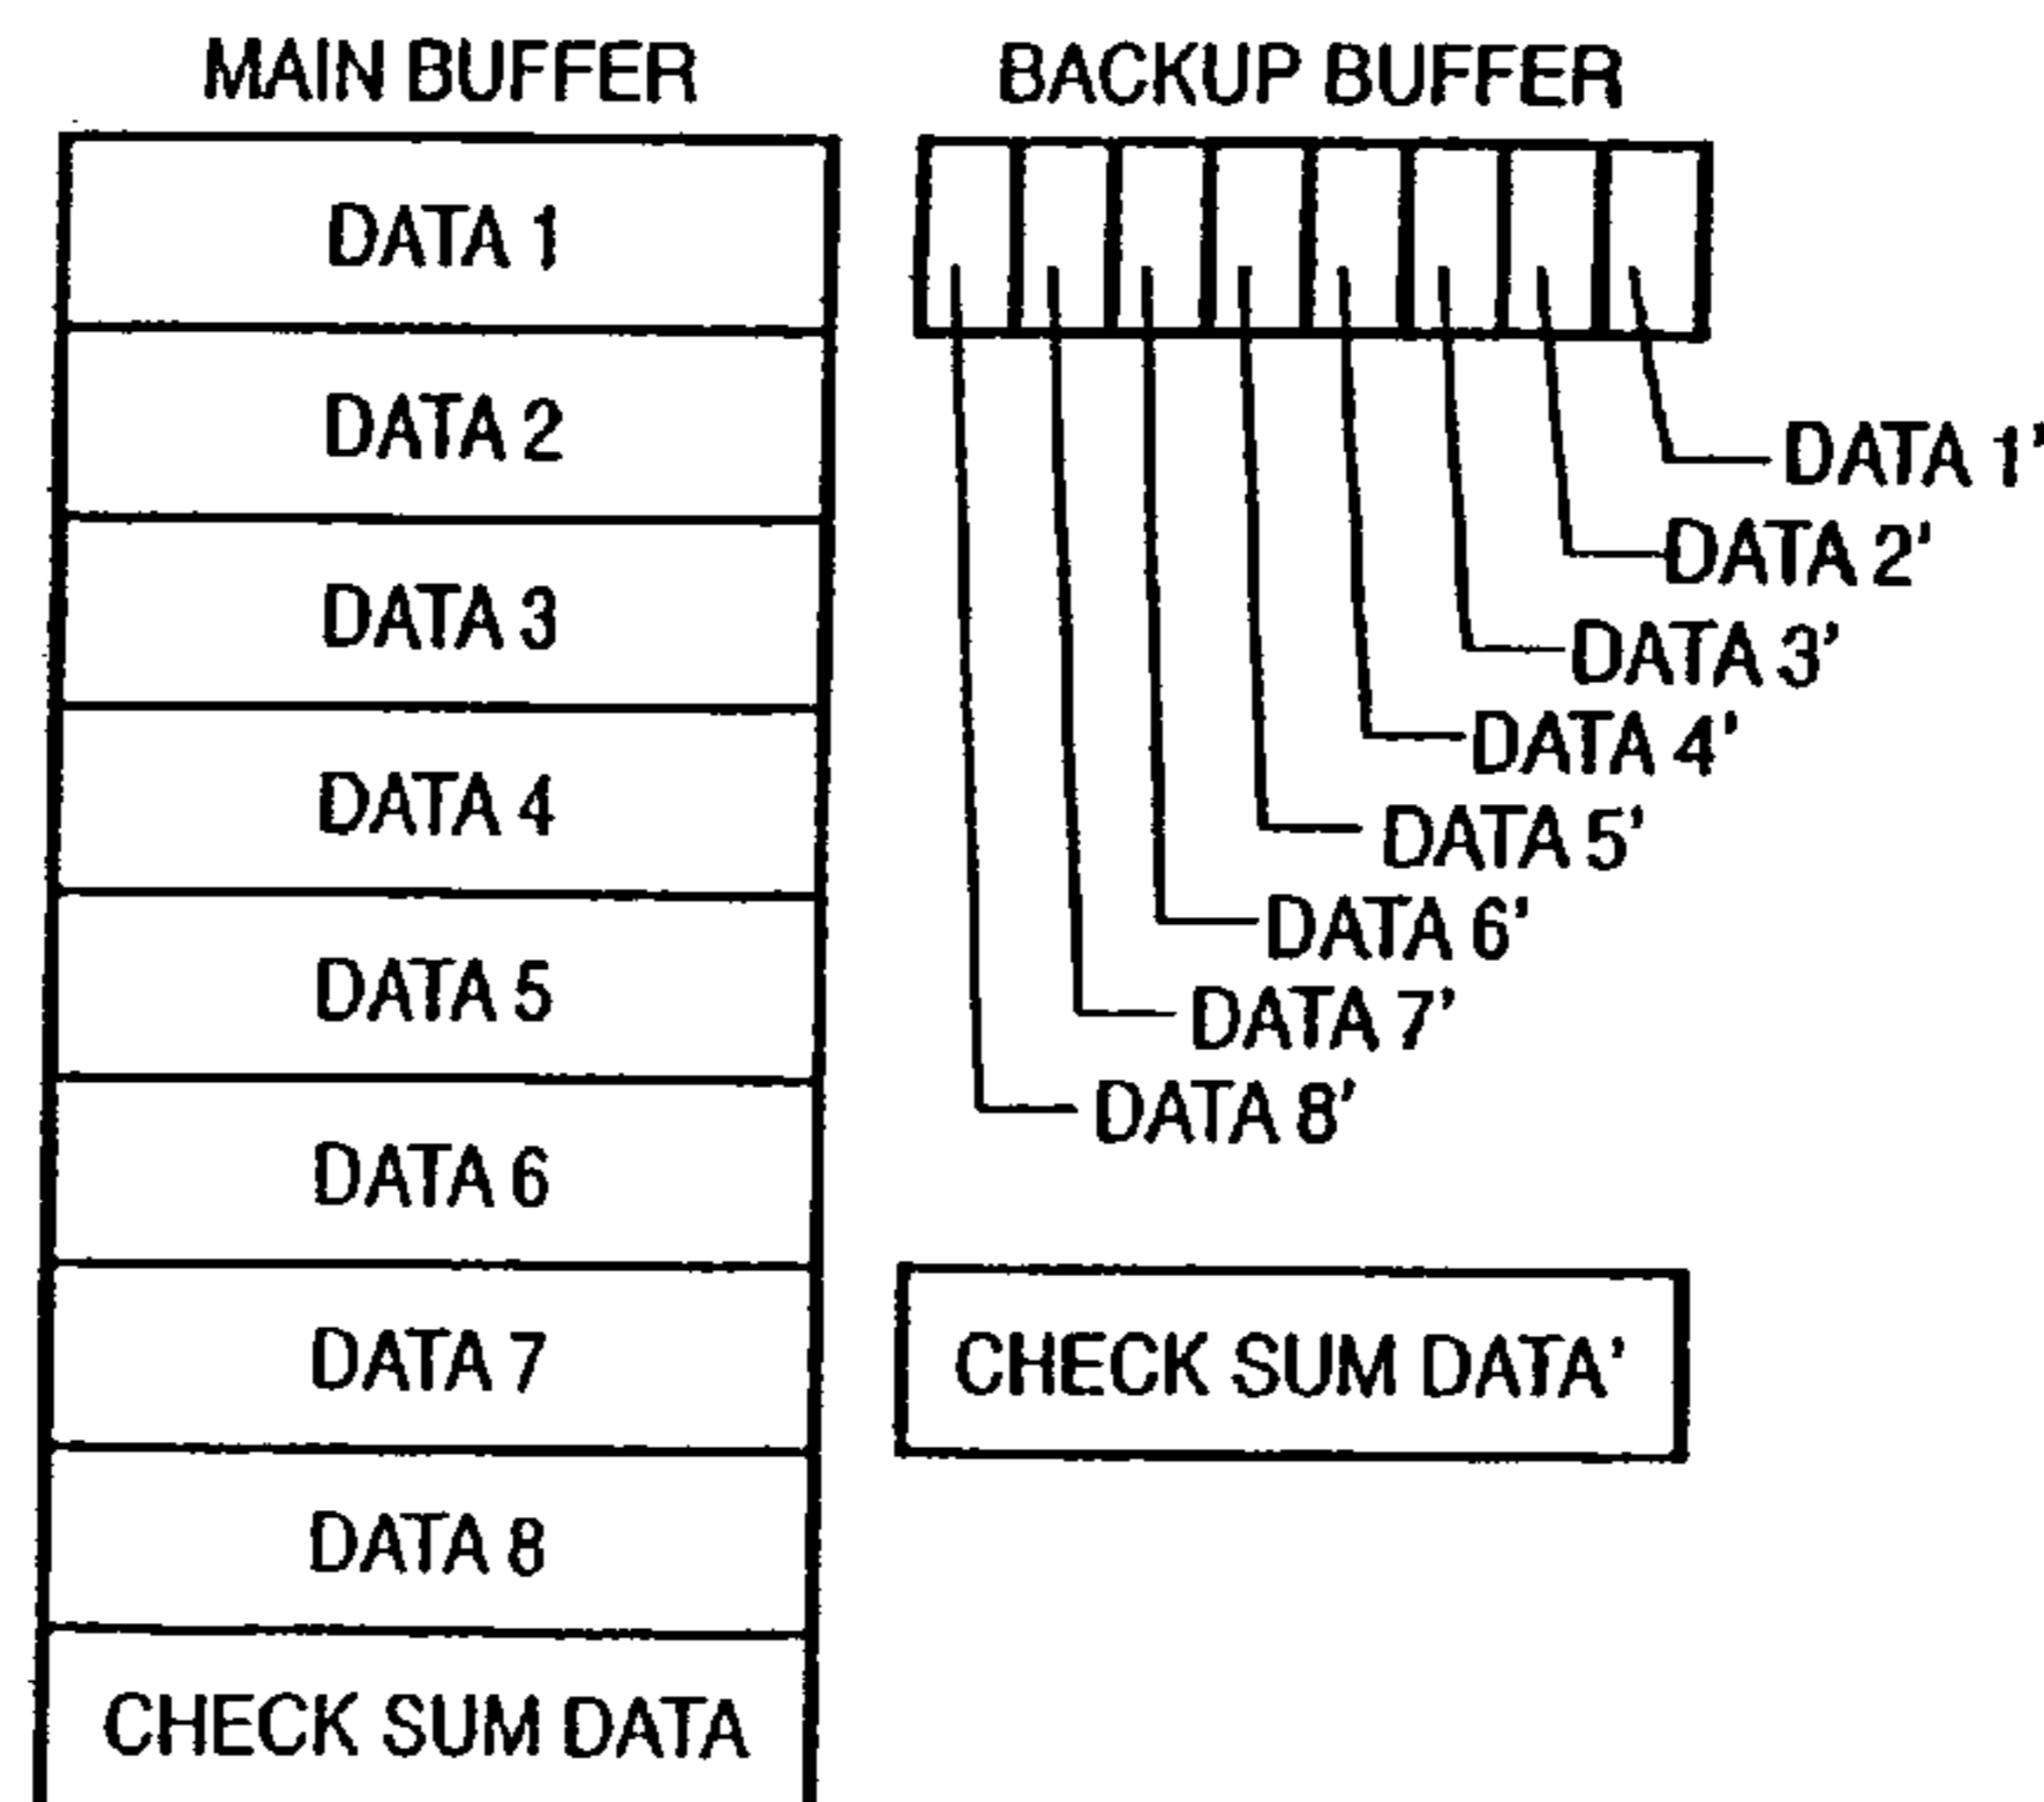 MAIN BUFFER
DATA 1
DATA 2
DATA 3
DATA 4
DATA 5
DATA 6
DATA 7
DATA 8
CHECK SUM DATA
BACKUP BUFFER
DATA 1'
DATA 2'
DATA 3'
DATA 4'
DATA 5'
DATA 6'
DATA 7'
DATA 8'
CHECK SUM DATA'